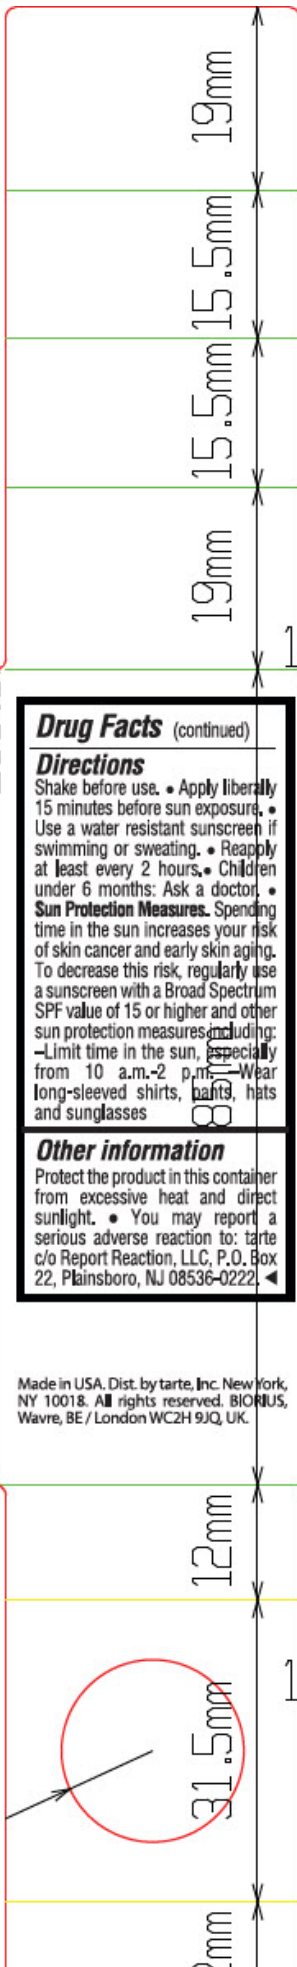 19mm
15.5mm
15.5mm
19mm
1
Drug Facts (continued)
Directions
Shake before use. • Apply liberally
15 minutes before sun exposure. •
Use a water resistant sunscreen if
swimming or sweating. • Reapply
at least every 2 hours.• Children
under 6 months: Ask a doctor. •
Sun Protection Measures. Spending
time in the sun increases your risk
of skin cancer and early skin aging.
To decrease this risk, regularly use
a sunscreen with a Broad Spectrum
SPF value of 15 or higher and other
sun protection measures including:
–Limit time in the sun, especially
from 10 a.m.-2 p.m. –Wear
long-sleeved shirts, pants, hats
and sunglasses
85mm
Other information
Protect the product in this container
from excessive heat and direct
sunlight. • You may report a
serious adverse reaction to: tarte
c/o Report Reaction, LLC, P.O. Box
22, Plainsboro, NJ 08536-0222. ◄
Made in USA. Dist. by tarte, Inc. New York,
NY 10018. All rights reserved. BIORIUS,
Wavre, BE / London WC2H 9JQ, UK.
12mm
1
31.5mm
2mm